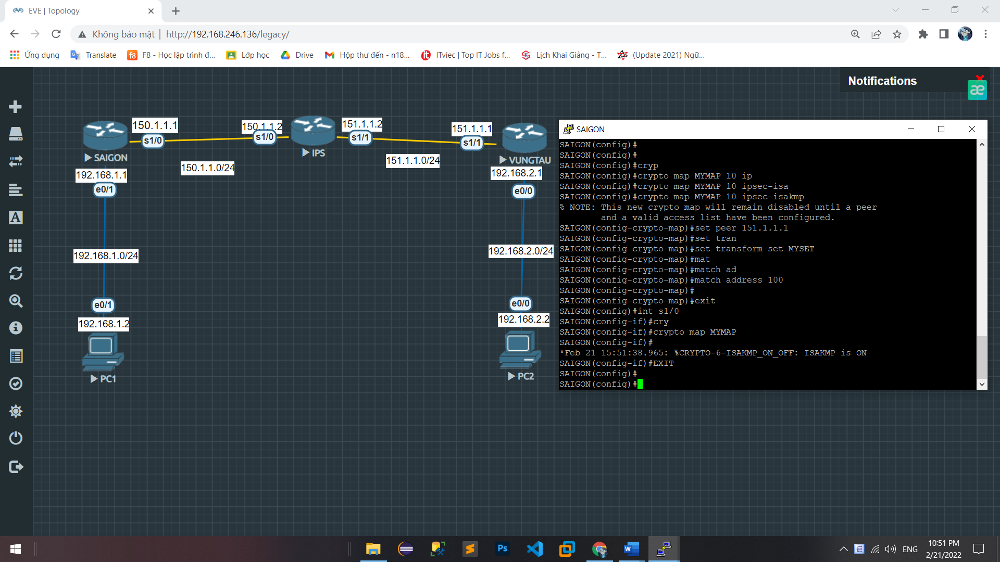 EVE | Topology
Không bảo mật | http://192.168.246.136/legacy/
Ứng dụng Translate F8 - Học lập trình đ... Lớp học Drive Hộp thư đến - n18... ITviec | Top IT Jobs f... Lịch Khai Giảng - T... (Update 2021) Ngữ...
Notifications
æ
150.1.1.1
s1/0
SAIGON
192.168.1.1
e0/1
150.1.1.0/24
150.1.1.2
s1/0
IPS
151.1.1.2
s1/1
151.1.1.0/24
151.1.1.1
s1/1
VUNGTAU
192.168.2.1
e0/0
192.168.1.0/24
192.168.2.0/24
e0/1
192.168.1.2
PC1
e0/0
192.168.2.2
PC2
SAIGON
SAIGON(config)#
SAIGON(config)#
SAIGON(config)#cryp
SAIGON(config)#crypto map MYMAP 10 ip
SAIGON(config)#crypto map MYMAP 10 ipsec-isa
SAIGON(config)#crypto map MYMAP 10 ipsec-isakmp
% NOTE: This new crypto map will remain disabled until a peer
and a valid access list have been configured.
SAIGON(config-crypto-map)#set peer 151.1.1.1
SAIGON(config-crypto-map)#set tran
SAIGON(config-crypto-map)#set transform-set MYSET
SAIGON(config-crypto-map)#mat
SAIGON(config-crypto-map)#match ad
SAIGON(config-crypto-map)#match address 100
SAIGON(config-crypto-map)#
SAIGON(config-crypto-map)#exit
SAIGON(config)#int s1/0
SAIGON(config-if)#cry
SAIGON(config-if)#crypto map MYMAP
SAIGON(config-if)#
*Feb 21 15:51:38.965: %CRYPTO-6-ISAKMP_ON_OFF: ISAKMP is ON
SAIGON(config-if)#EXIT
SAIGON(config)#
SAIGON(config)#
Ps
ENG
10:51 PM
2/21/2022